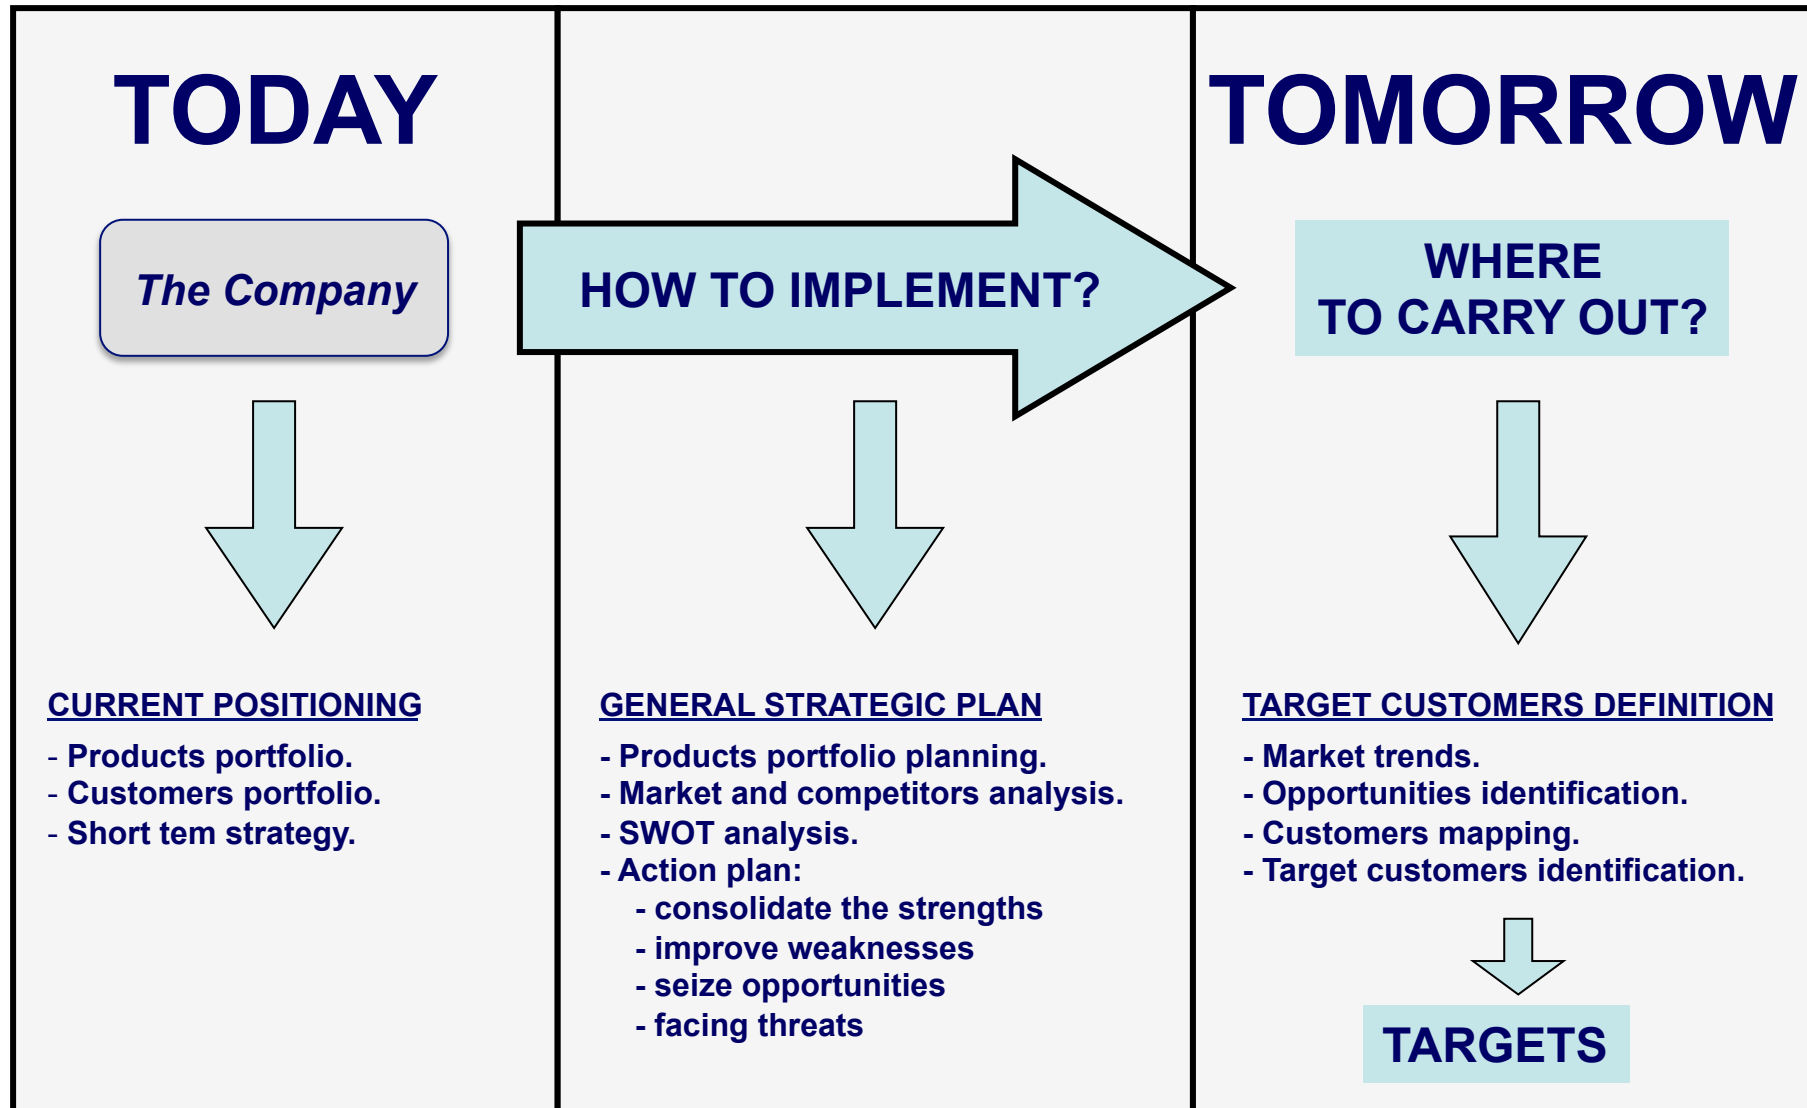 TODAY
The Company
CURRENT POSITIONING
- Products portfolio.
- Customers portfolio.
- Short tem strategy.
HOW TO IMPLEMENT?
GENERAL STRATEGIC PLAN
- Products portfolio planning.
- Market and competitors analysis.
- SWOT analysis.
- Action plan:
- consolidate the strengths
- improve weaknesses
- seize opportunities
- facing threats
TOMORROW
WHERE
TO CARRY OUT?
TARGET CUSTOMERS DEFINITION
- Market trends.
- Opportunities identification.
- Customers mapping.
- Target customers identification.
TARGETS